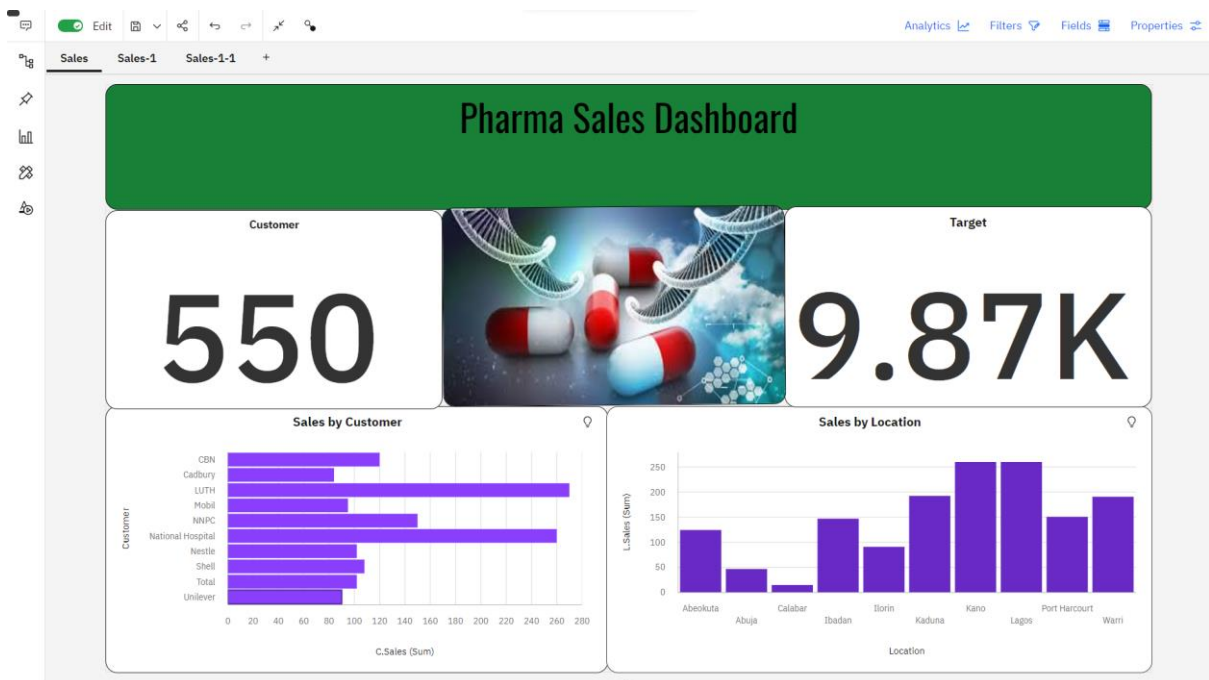 Edit
Analytics
Filters
Fields
Properties
Sales
Sales-1
Sales-1-1
+
Pharma Sales Dashboard
Customer
550
Target
9.87K
Sales by Customer
Customer
CBN
Cadbury
LUTH
Mobil
NNPC
National Hospital
Nestle
Shell
Total
Unilever
0 20 40 60 80 100 120 140 160 180 200 220 240 260 280
C.Sales (Sum)
Sales by Location
L.Sales (Sum)
250
200
150
100
50
0
Abeokuta Calabar Ilorin Kano Port Harcourt
Abuja Ibadan Kaduna Lagos Warri
Location